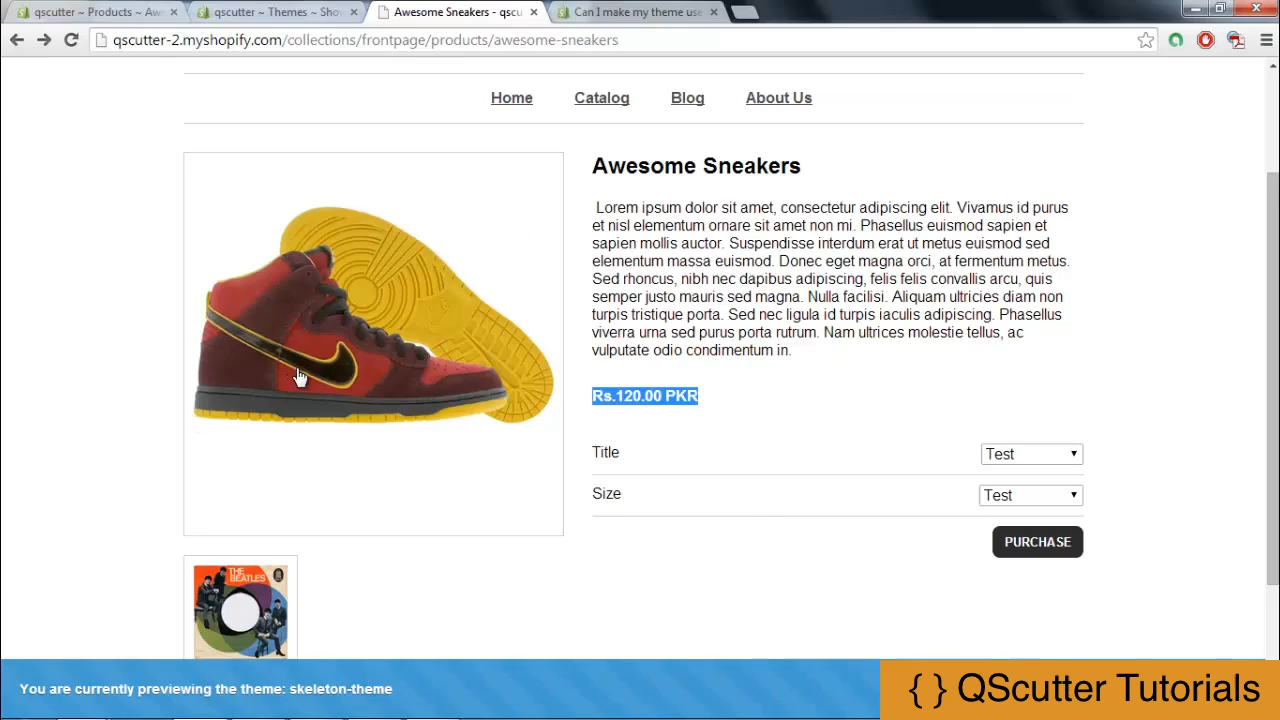 qscutter ~ Products ~ Aw
qscutter ~ Themes ~ Sho
Awesome Sneakers - qscu
Can I make my theme use
qscutter-2.myshopify.com/collections/frontpage/products/awesome-sneakers
Home Catalog Blog About Us
Awesome Sneakers
Lorem ipsum dolor sit amet, consectetur adipiscing elit. Vivamus id purus
et nisl elementum ornare sit amet non mi. Phasellus euismod sapien et
sapien mollis auctor. Suspendisse interdum erat ut metus euismod sed
elementum massa euismod. Donec eget magna orci, at fermentum metus.
Sed rhoncus, nibh nec dapibus adipiscing, felis felis convallis arcu, quis
semper justo mauris sed magna. Nulla facilisi. Aliquam ultricies diam non
turpis tristique porta. Sed nec ligula id turpis iaculis adipiscing. Phasellus
viverra urna sed purus porta rutrum. Nam ultrices molestie tellus, ac
vulputate odio condimentum in.
Rs.120.00 PKR
Title Test
Size Test
PURCHASE
THE
BEATLES
You are currently previewing the theme: skeleton-theme
{ } QScutter Tutorials